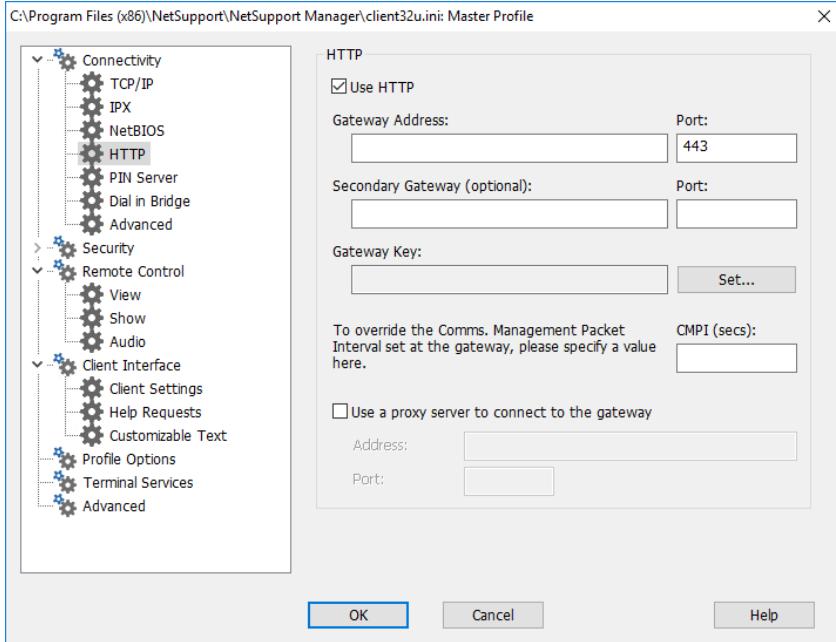 C:\Program Files (x86)\NetSupport\NetSupport Manager\client32u.ini: Master Profile
Connectivity
TCP/IP
IPX
NetBIOS
HTTP
PIN Server
Dial in Bridge
Advanced
Security
Remote Control
View
Show
Audio
Client Interface
Client Settings
Help Requests
Customizable Text
Profile Options
Terminal Services
Advanced
HTTP
Use HTTP
Gateway Address:
Port:
443
Secondary Gateway (optional):
Port:
Gateway Key:
Set...
To override the Comms. Management Packet
Interval set at the gateway, please specify a value
here.
CMPI (secs):
Use a proxy server to connect to the gateway
Address:
Port:
OK
Cancel
Help